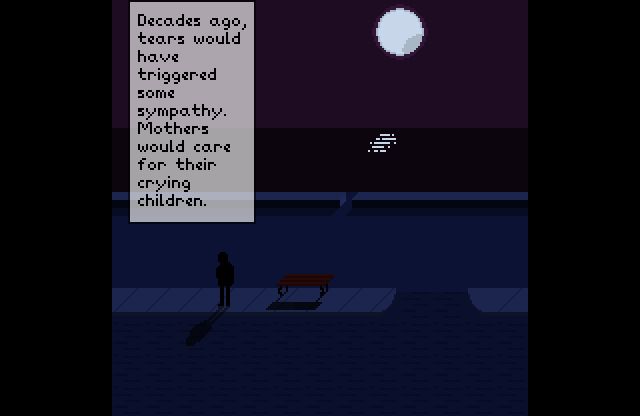 Decades ago,
tears would
have
triggered
some
sympathy.
Mothers
would care
for their
crying
children.